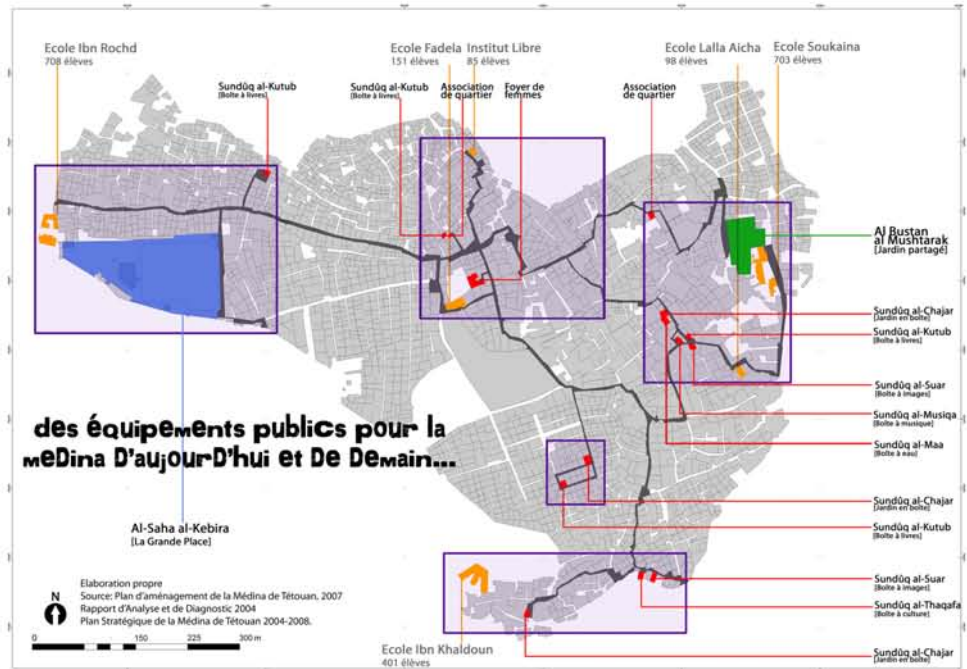 Ecole Ibn Rochd
708 élèves
Ecole Fadela
151 élèves
Institut Libre
85 élèves
Ecole Lalla Aicha
98 élèves
Ecole Soukaina
703 élèves
Sundûq al-Kutub
[Boîte à livres]
Sundûq al-Kutub
[Boîte à livres]
Association
de quartier
Foyer de
femmes
Association
de quartier
Al Bustan
al Mushtarak
[Jardin partagé]
Sundûq al-Chajar
[Jardin en boîte]
Sundûq al-Kutub
[Boîte à livres]
Sundûq al-Suar
[Boîte à images]
Sundûq al-Musiqa
[Boîte à musique]
Sundûq al-Maa
[Boîte à eau]
des équipements publics pour la
medina d'aujourd'hui et de demain...
Sundûq al-Chajar
[Jardin en boîte]
Sundûq al-Kutub
[Boîte à livres]
Al-Saha al-Kebira
[La Grande Place]
Sundûq al-Suar
[Boîte à images]
Sundûq al-Thaqafa
[Boîte à culture]
Elaboration propre
Source: Plan d'aménagement de la Médina de Tétouan, 2007
Rapport d'Analyse et de Diagnostic 2004
Plan Stratégique de la Médina de Tétouan 2004-2008.
N
0 75 150 225 300 m
Ecole Ibn Khaldoun
401 élèves
Sundûq al-Chajar
[Jardin en boîte]